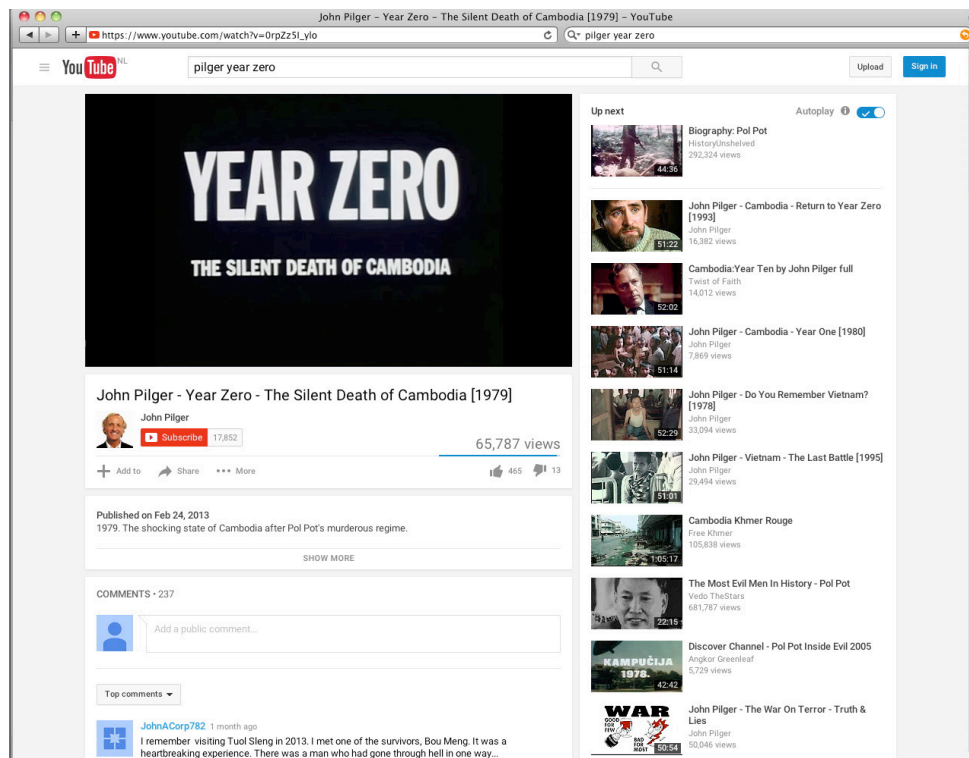 John Pilger – Year Zero – The Silent Death of Cambodia [1979] – YouTube
https://www.youtube.com/watch?v=0rpZz5I_ylo
pilger year zero
YouTube NL
pilger year zero
Upload
Sign in
YEAR ZERO
THE SILENT DEATH OF CAMBODIA
John Pilger - Year Zero - The Silent Death of Cambodia [1979]
John Pilger
Subscribe 17,852
65,787 views
Add to Share More
465 13
Published on Feb 24, 2013
1979. The shocking state of Cambodia after Pol Pot's murderous regime.
SHOW MORE
COMMENTS • 237
Add a public comment...
Top comments
JohnACorp782 1 month ago
I remember visiting Tuol Sleng in 2013. I met one of the survivors, Bou Meng. It was a
heartbreaking experience. There was a man who had gone through hell in one way...
Up next
Autoplay
Biography: Pol Pot
HistoryUnshelved
292,324 views
44:36
John Pilger - Cambodia - Return to Year Zero
[1993]
John Pilger
16,382 views
51:22
Cambodia:Year Ten by John Pilger full
Twist of Faith
14,012 views
52:02
John Pilger - Cambodia - Year One [1980]
John Pilger
7,869 views
51:14
John Pilger - Do You Remember Vietnam?
[1978]
John Pilger
33,094 views
52:29
John Pilger - Vietnam - The Last Battle [1995]
John Pilger
29,494 views
51:01
Cambodia Khmer Rouge
Free Khmer
105,838 views
1:05:17
The Most Evil Men In History - Pol Pot
Vedo TheStars
681,787 views
22:15
Discover Channel - Pol Pot Inside Evil 2005
Angkor Greenleaf
5,729 views
KAMPUČIJA
1978.
42:42
John Pilger - The War On Terror - Truth &
Lies
John Pilger
50,046 views
WAR
GOOD
FOR
FEW
BAD
FOR
MOST
50:54